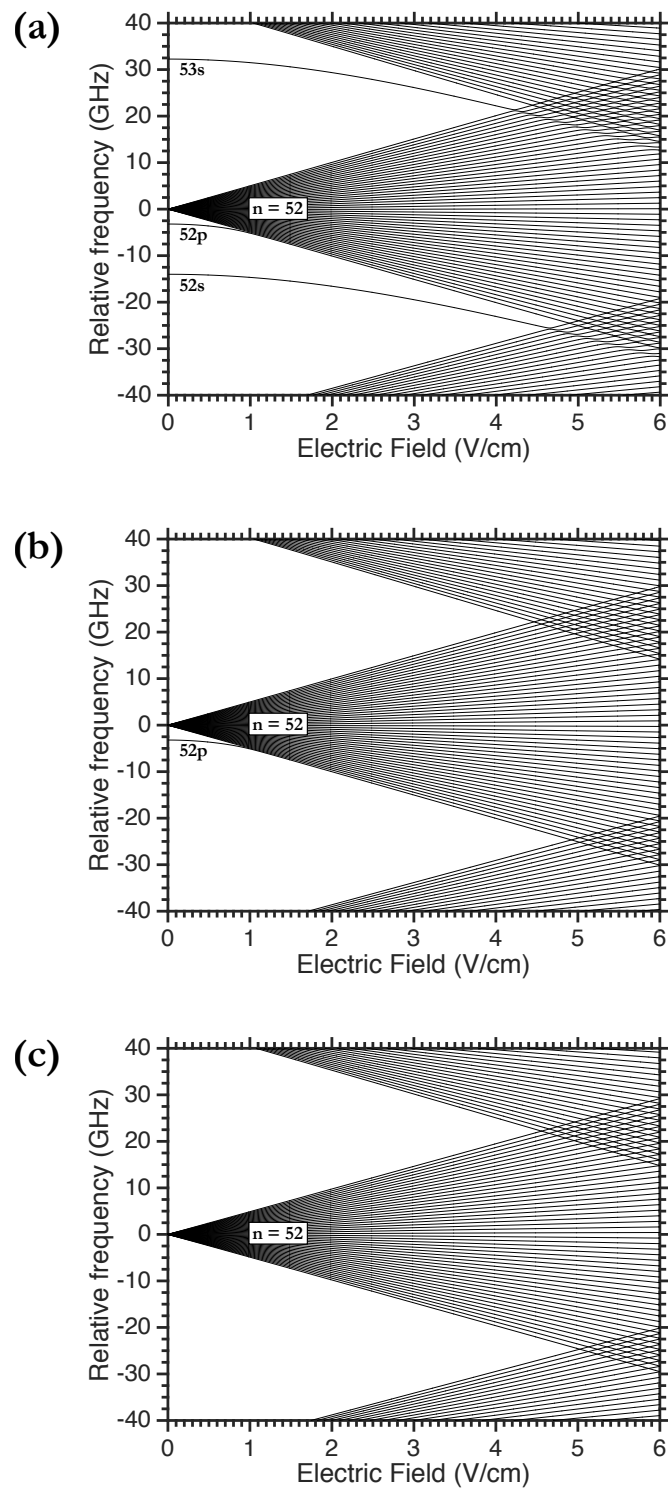 (a)
Relative frequency (GHz)
40
30
20
10
0
-10
-20
-30
-40
53s
n = 52
52p
52s
0 1 2 3 4 5 6
Electric Field (V/cm)
(b)
Relative frequency (GHz)
40
30
20
10
0
-10
-20
-30
-40
n = 52
52p
0 1 2 3 4 5 6
Electric Field (V/cm)
(c)
Relative frequency (GHz)
40
30
20
10
0
-10
-20
-30
-40
n = 52
0 1 2 3 4 5 6
Electric Field (V/cm)